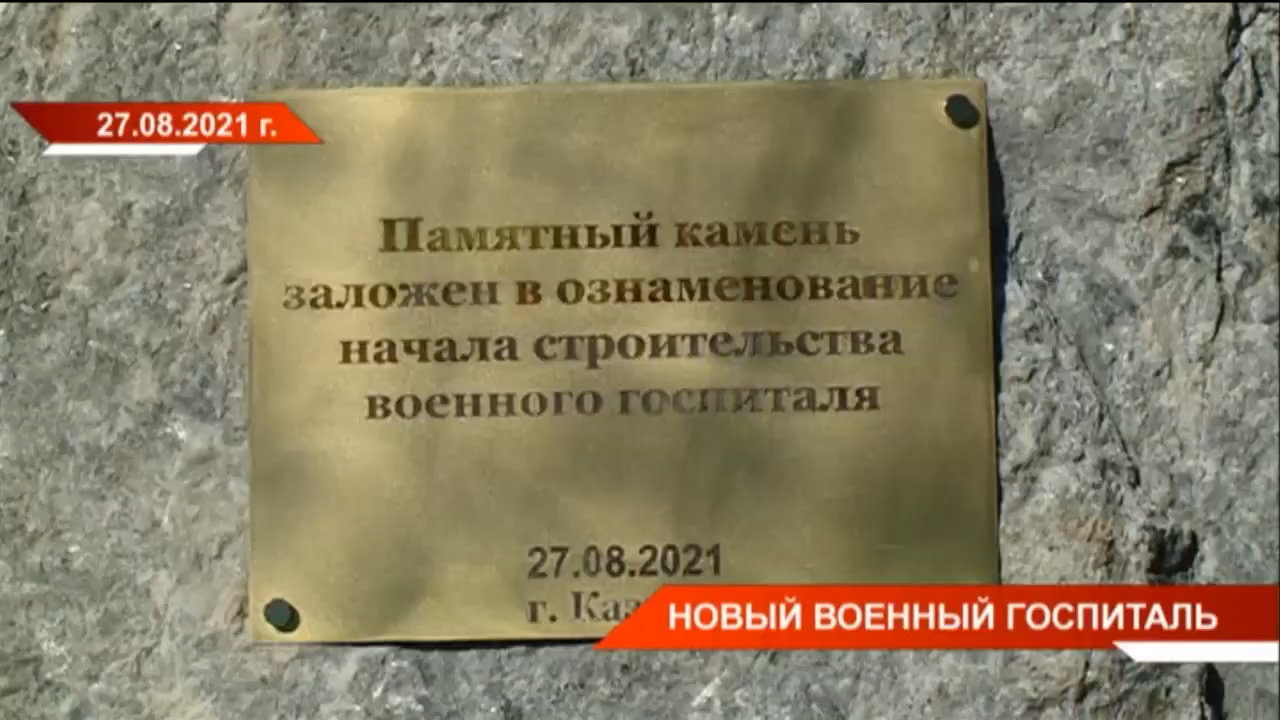 27.08.2021 г.
Памятный камень
заложен в ознаменование
начала строительства
военного госпиталя
27.08.2021
г.
НОВЫЙ ВОЕННЫЙ ГОСПИТАЛЬ